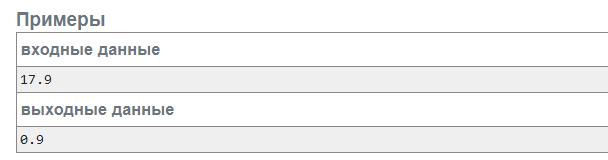 Примеры
входные данные
17.9
выходные данные
0.9